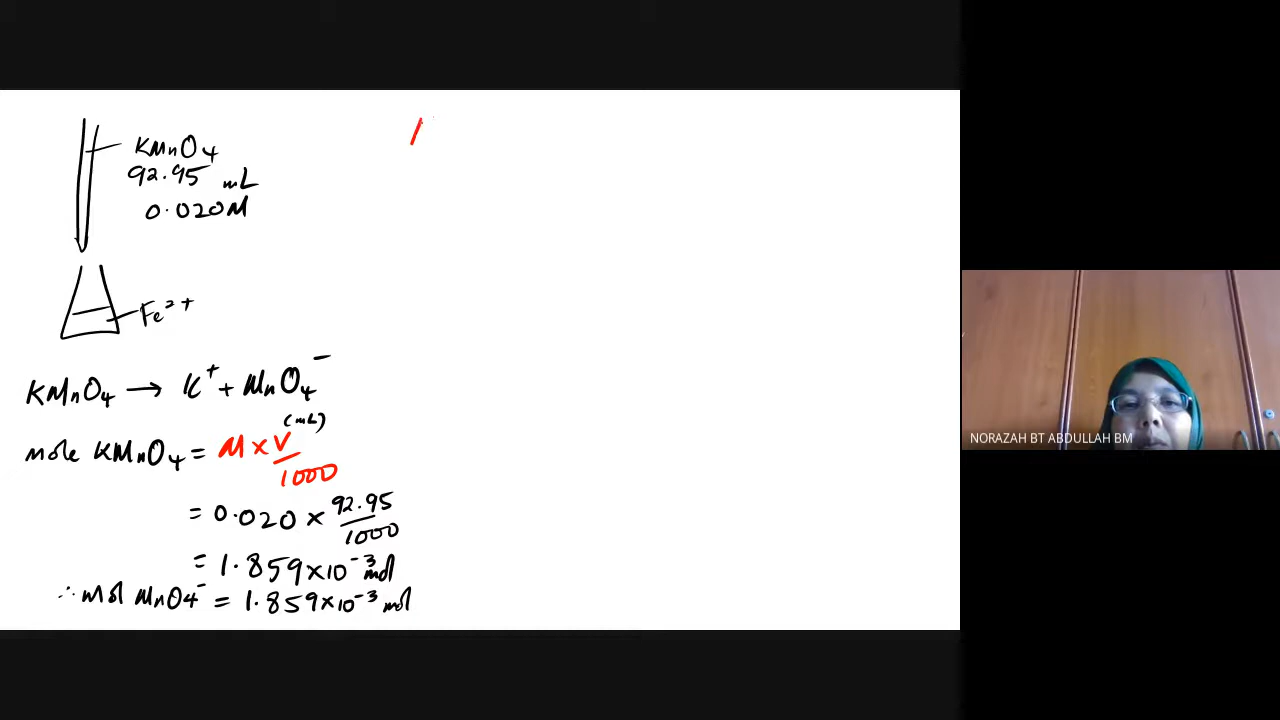 KMnO4
92.95 mL
0.020M
Fe²⁺
KMnO4 → K⁺ + MnO4⁻
(mL)
mole KMnO4 = M × V/1000
= 0.020 × 92.95/1000
= 1.859×10⁻³ mol
∴ mol MnO4⁻ = 1.859×10⁻³ mol
NORAZAH BT ABDULLAH BM